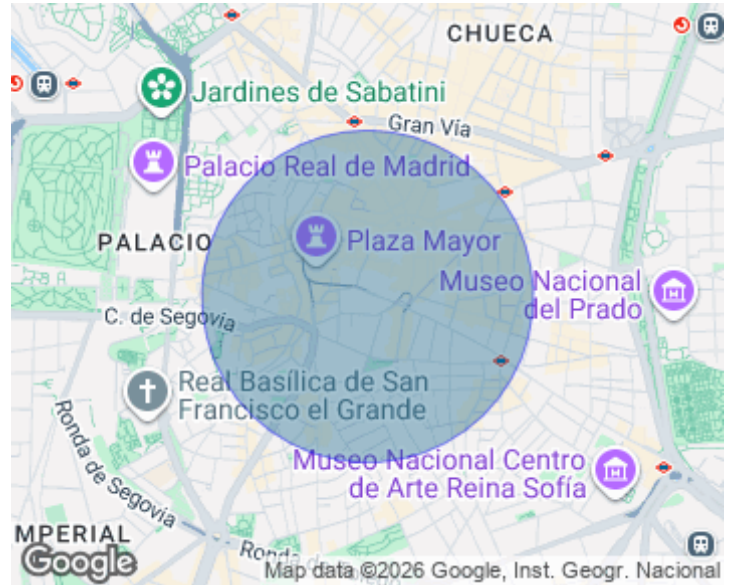 CHUECA
Jardines de Sabatini
Gran Vía
Palacio Real de Madrid
PALACIO
Plaza Mayor
Museo Nacional
del Prado
C. de Segovia
Real Basílica de San
Francisco el Grande
Ronda de Segovia
Museo Nacional Centro
de Arte Reina Sofía
MPERIAL
Ronda de
Google
Map data ©2026 Google, Inst. Geogr. Nacional